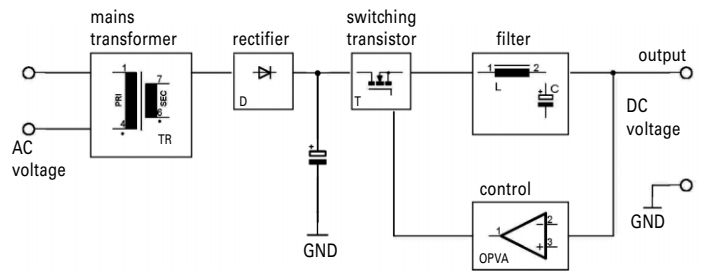 mains
transformer
rectifier
switching
transistor
filter
output
1
7
PRI
SEC
4
6
TR
D
T
1
2
L
+
C
DC
voltage
AC
voltage
+
GND
control
1
2
3
−
+
OPVA
GND